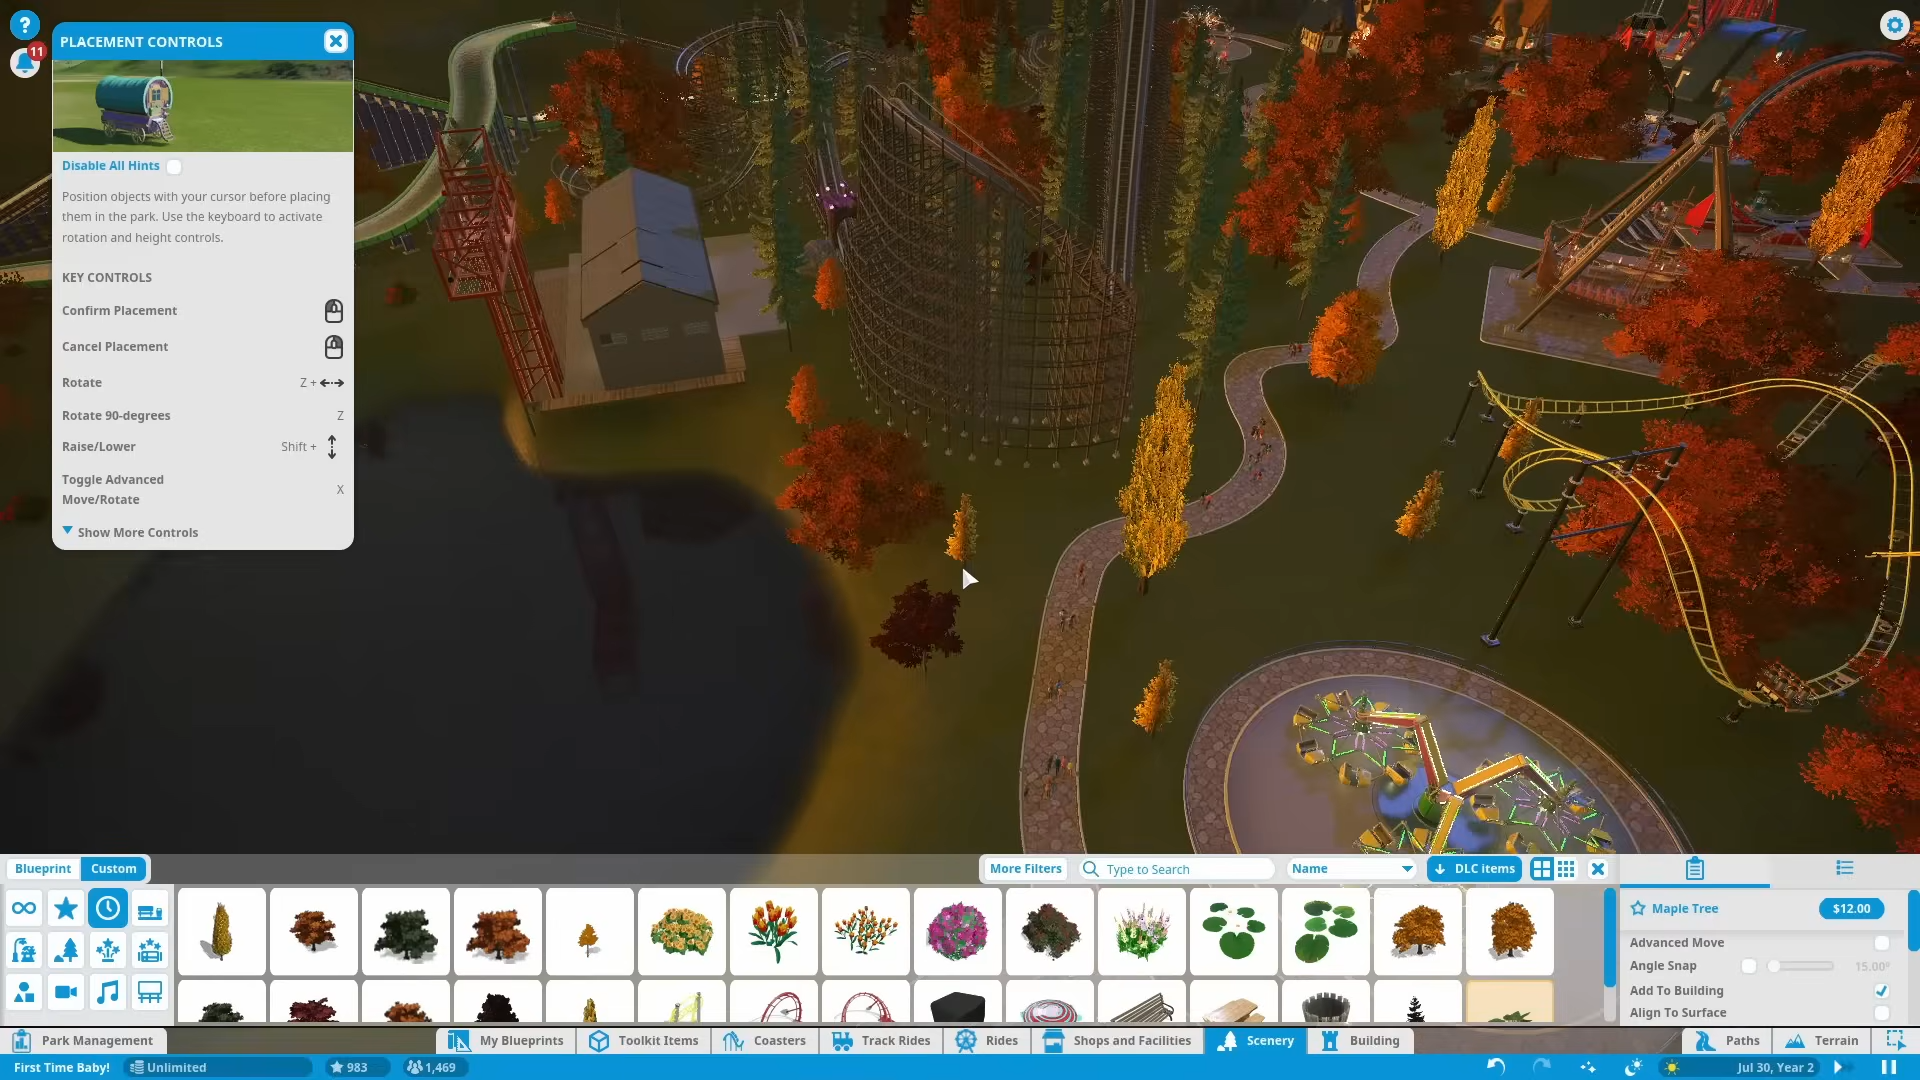 ?
11
PLACEMENT CONTROLS
Disable All Hints
Position objects with your cursor before placing
them in the park. Use the keyboard to activate
rotation and height controls.
KEY CONTROLS
Confirm Placement
Cancel Placement
Rotate Z +
Rotate 90-degrees Z
Raise/Lower Shift +
Toggle Advanced
Move/Rotate X
Show More Controls
Blueprint Custom More Filters Type to Search Name DLC items
Maple Tree $12.00
Advanced Move
Angle Snap 15.00°
Add To Building
Align To Surface
Park Management My Blueprints Toolkit Items Coasters Track Rides Rides Shops and Facilities Scenery Building Paths Terrain
First Time Baby! Unlimited 983 1,469 Jul 30, Year 2